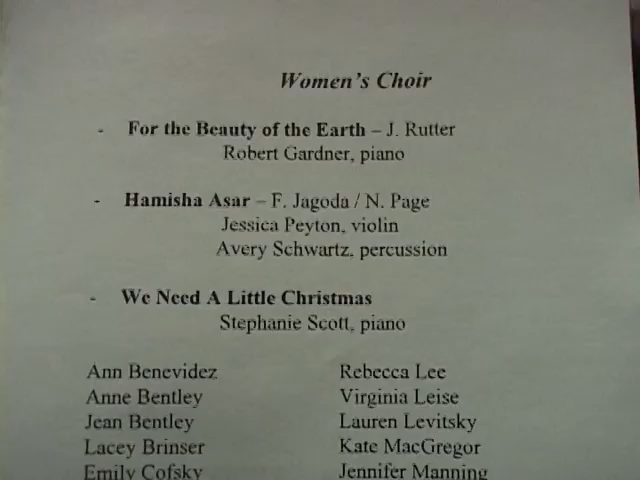 Women's Choir
- For the Beauty of the Earth – J. Rutter
Robert Gardner, piano
- Hamisha Asar – F. Jagoda / N. Page
Jessica Peyton, violin
Avery Schwartz, percussion
- We Need A Little Christmas
Stephanie Scott, piano
Ann Benevidez
Anne Bentley
Jean Bentley
Lacey Brinser
Emily Cofsky
Rebecca Lee
Virginia Leise
Lauren Levitsky
Kate MacGregor
Jennifer Manning